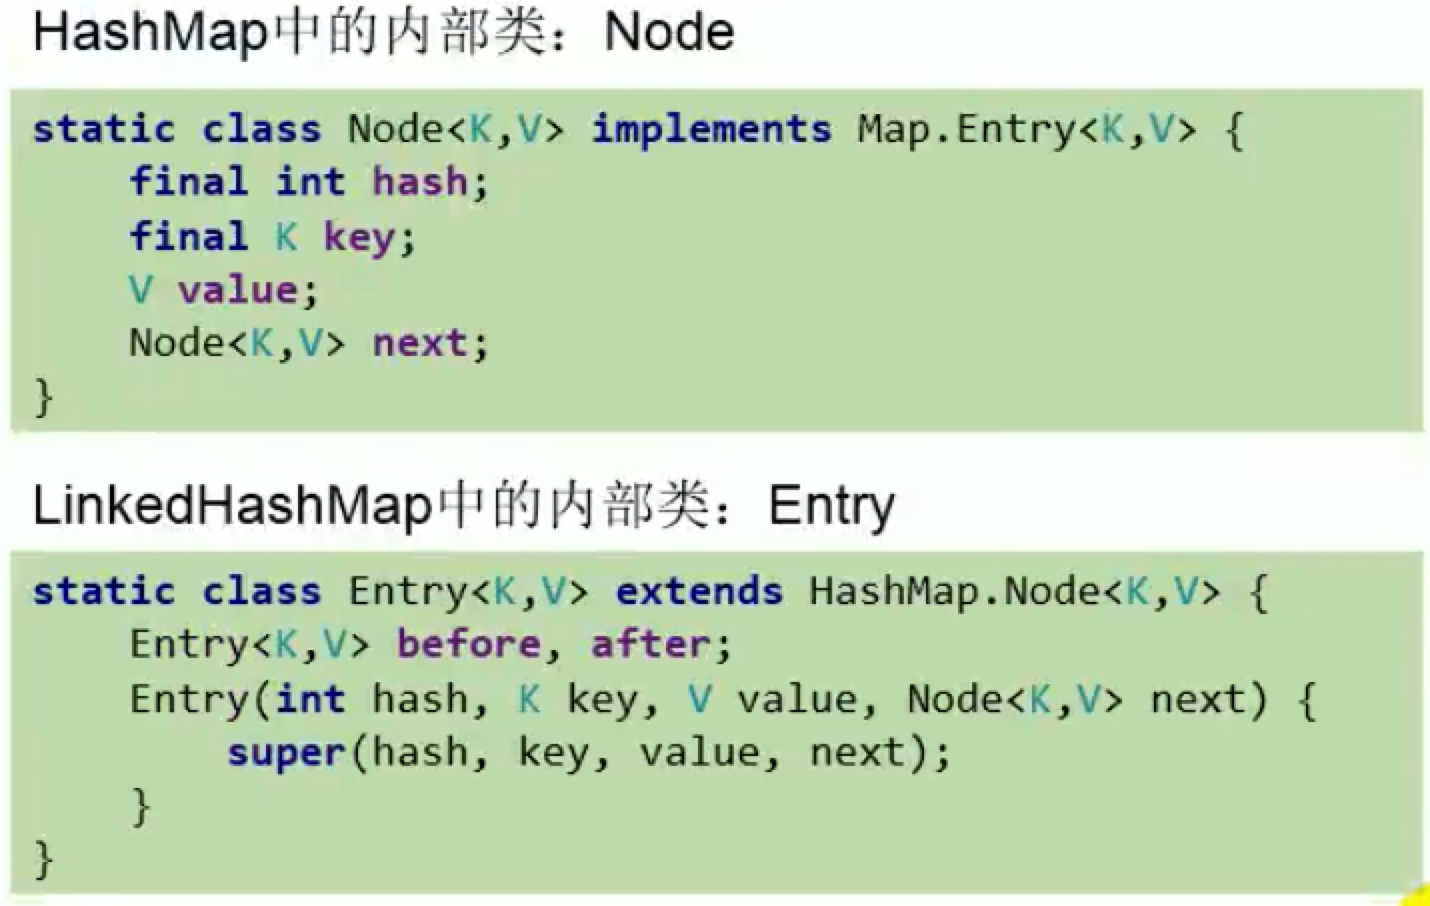 HashMap中的内部类：Node
static class Node<K,V> implements Map.Entry<K,V> {
    final int hash;
    final K key;
    V value;
    Node<K,V> next;
}
LinkedHashMap中的内部类：Entry
static class Entry<K,V> extends HashMap.Node<K,V> {
    Entry<K,V> before, after;
    Entry(int hash, K key, V value, Node<K,V> next) {
        super(hash, key, value, next);
    }
}